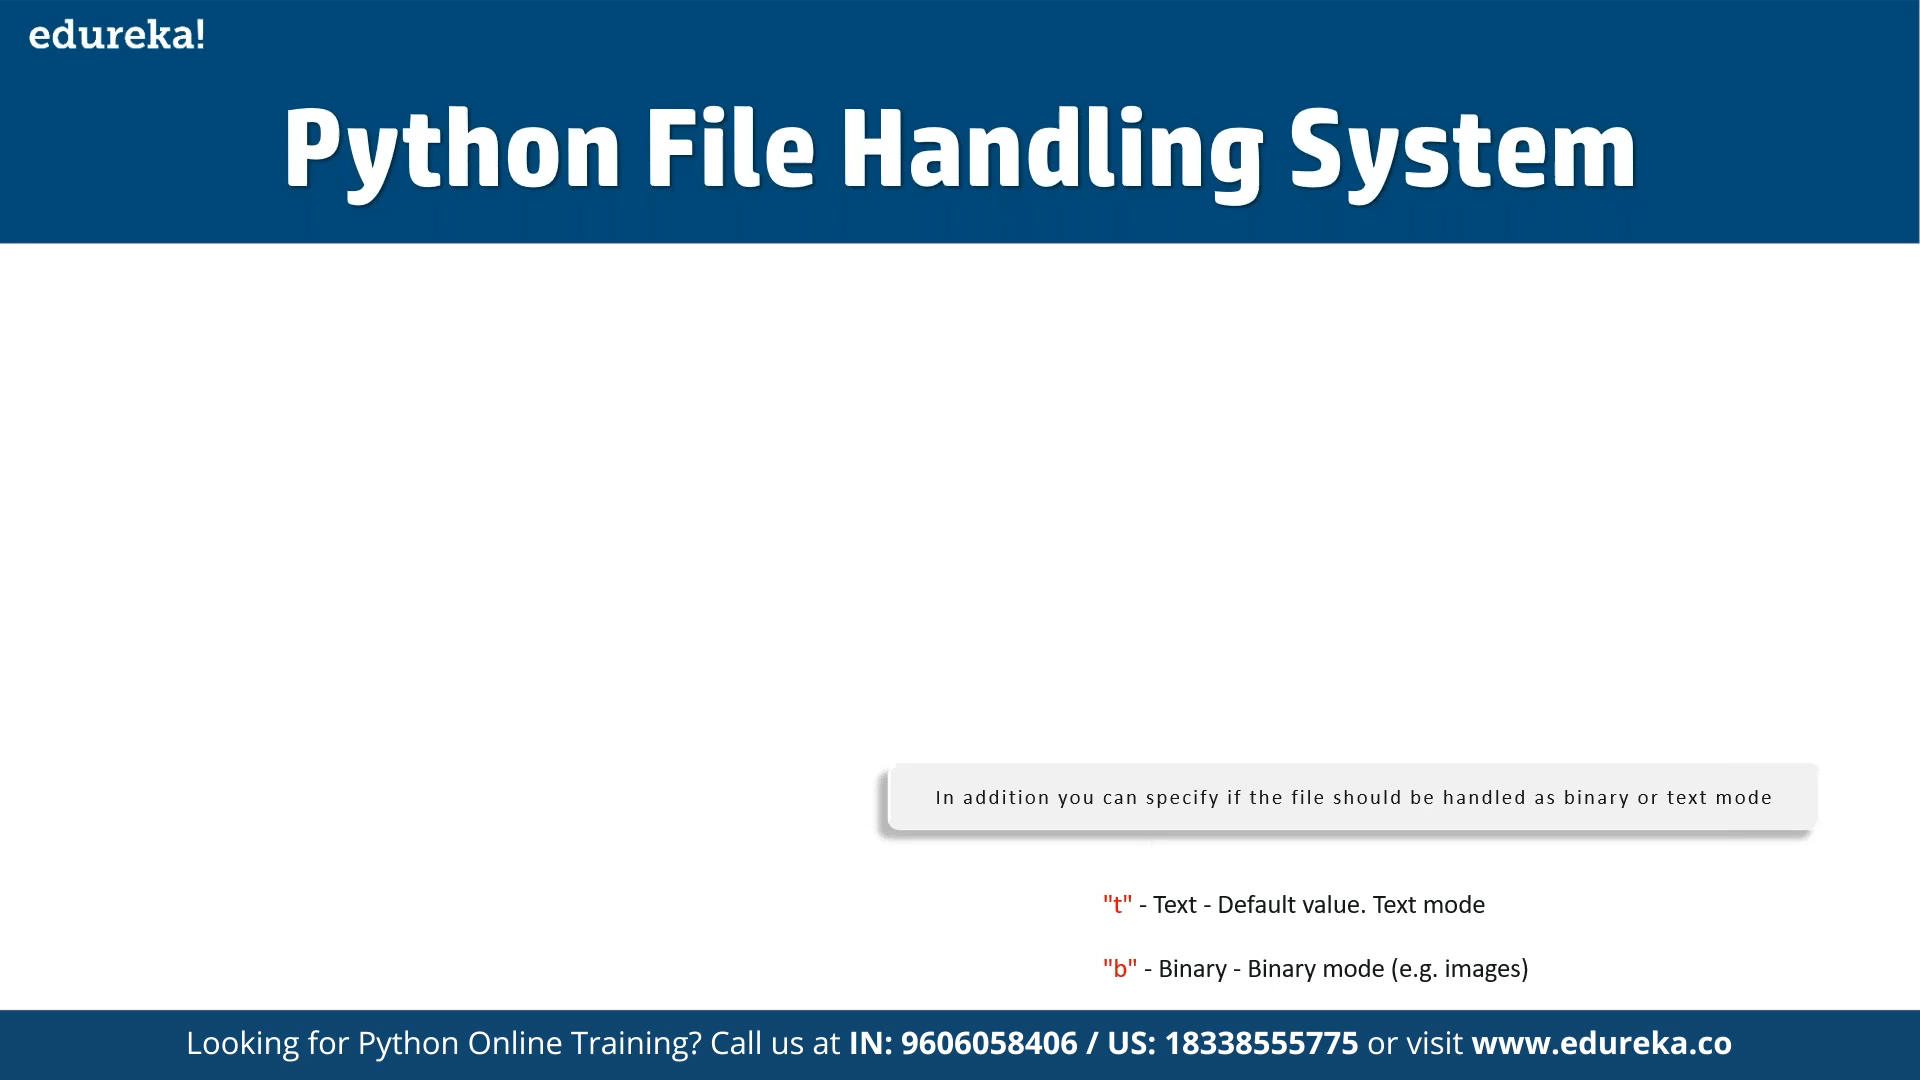 edureka!
Python File Handling System
In addition you can specify if the file should be handled as binary or text mode
"t" - Text - Default value. Text mode
"b" - Binary - Binary mode (e.g. images)
Looking for Python Online Training? Call us at IN: 9606058406 / US: 18338555775 or visit www.edureka.co